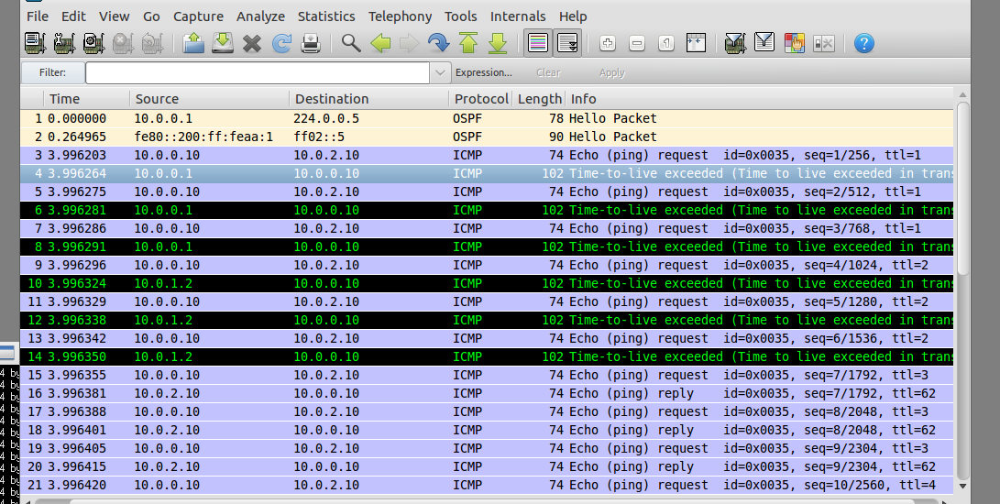 File Edit View Go Capture Analyze Statistics Telephony Tools Internals Help
Filter: Expression... Clear Apply
Time Source Destination Protocol Length Info
1 0.000000 10.0.0.1 224.0.0.5 OSPF 78 Hello Packet
2 0.264965 fe80::200:ff:feaa:1 ff02::5 OSPF 90 Hello Packet
3 3.996203 10.0.0.10 10.0.2.10 ICMP 74 Echo (ping) request id=0x0035, seq=1/256, ttl=1
4 3.996264 10.0.0.1 10.0.0.10 ICMP 102 Time-to-live exceeded (Time to live exceeded in trans
5 3.996275 10.0.0.10 10.0.2.10 ICMP 74 Echo (ping) request id=0x0035, seq=2/512, ttl=1
6 3.996281 10.0.0.1 10.0.0.10 ICMP 102 Time-to-live exceeded (Time to live exceeded in trans
7 3.996286 10.0.0.10 10.0.2.10 ICMP 74 Echo (ping) request id=0x0035, seq=3/768, ttl=1
8 3.996291 10.0.0.1 10.0.0.10 ICMP 102 Time-to-live exceeded (Time to live exceeded in trans
9 3.996296 10.0.0.10 10.0.2.10 ICMP 74 Echo (ping) request id=0x0035, seq=4/1024, ttl=2
10 3.996324 10.0.1.2 10.0.0.10 ICMP 102 Time-to-live exceeded (Time to live exceeded in trans
11 3.996329 10.0.0.10 10.0.2.10 ICMP 74 Echo (ping) request id=0x0035, seq=5/1280, ttl=2
12 3.996338 10.0.1.2 10.0.0.10 ICMP 102 Time-to-live exceeded (Time to live exceeded in trans
13 3.996342 10.0.0.10 10.0.2.10 ICMP 74 Echo (ping) request id=0x0035, seq=6/1536, ttl=2
14 3.996350 10.0.1.2 10.0.0.10 ICMP 102 Time-to-live exceeded (Time to live exceeded in trans
15 3.996355 10.0.0.10 10.0.2.10 ICMP 74 Echo (ping) request id=0x0035, seq=7/1792, ttl=3
16 3.996381 10.0.2.10 10.0.0.10 ICMP 74 Echo (ping) reply id=0x0035, seq=7/1792, ttl=62
17 3.996388 10.0.0.10 10.0.2.10 ICMP 74 Echo (ping) request id=0x0035, seq=8/2048, ttl=3
18 3.996401 10.0.2.10 10.0.0.10 ICMP 74 Echo (ping) reply id=0x0035, seq=8/2048, ttl=62
19 3.996405 10.0.0.10 10.0.2.10 ICMP 74 Echo (ping) request id=0x0035, seq=9/2304, ttl=3
20 3.996415 10.0.2.10 10.0.0.10 ICMP 74 Echo (ping) reply id=0x0035, seq=9/2304, ttl=62
21 3.996420 10.0.0.10 10.0.2.10 ICMP 74 Echo (ping) request id=0x0035, seq=10/2560, ttl=4
4 by
4 by
4 by
4 by
4 by
4 by
4 by
4 by
4 by
4 by
4 by